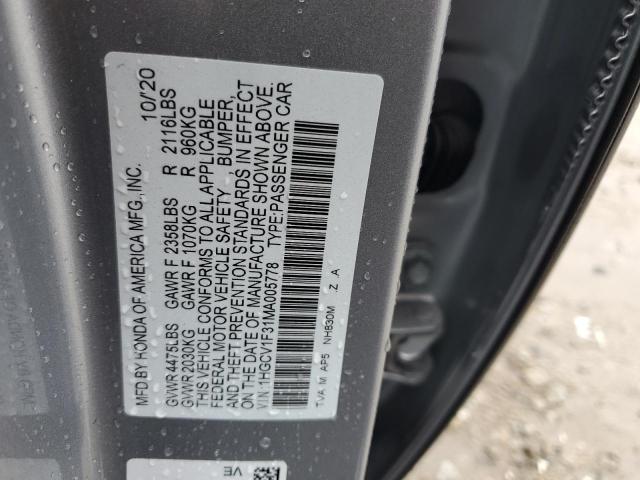 MFD. BY HONDA OF AMERICA MFG., INC. 10/'20
GVWR 4475LBS GAWR F 2358LBS R 2116LBS
GVWR 2030KG GAWR F 1070KG R 960KG
THIS VEHICLE CONFORMS TO ALL APPLICABLE
FEDERAL MOTOR VEHICLE SAFETY , BUMPER,
AND THEFT PREVENTION STANDARDS IN EFFECT
ON THE DATE OF MANUFACTURE SHOWN ABOVE.
VIN:1HGCV1F31MA005778 TYPE:PASSENGER CAR
TVA M AP5 NH830M .Z .A
VE